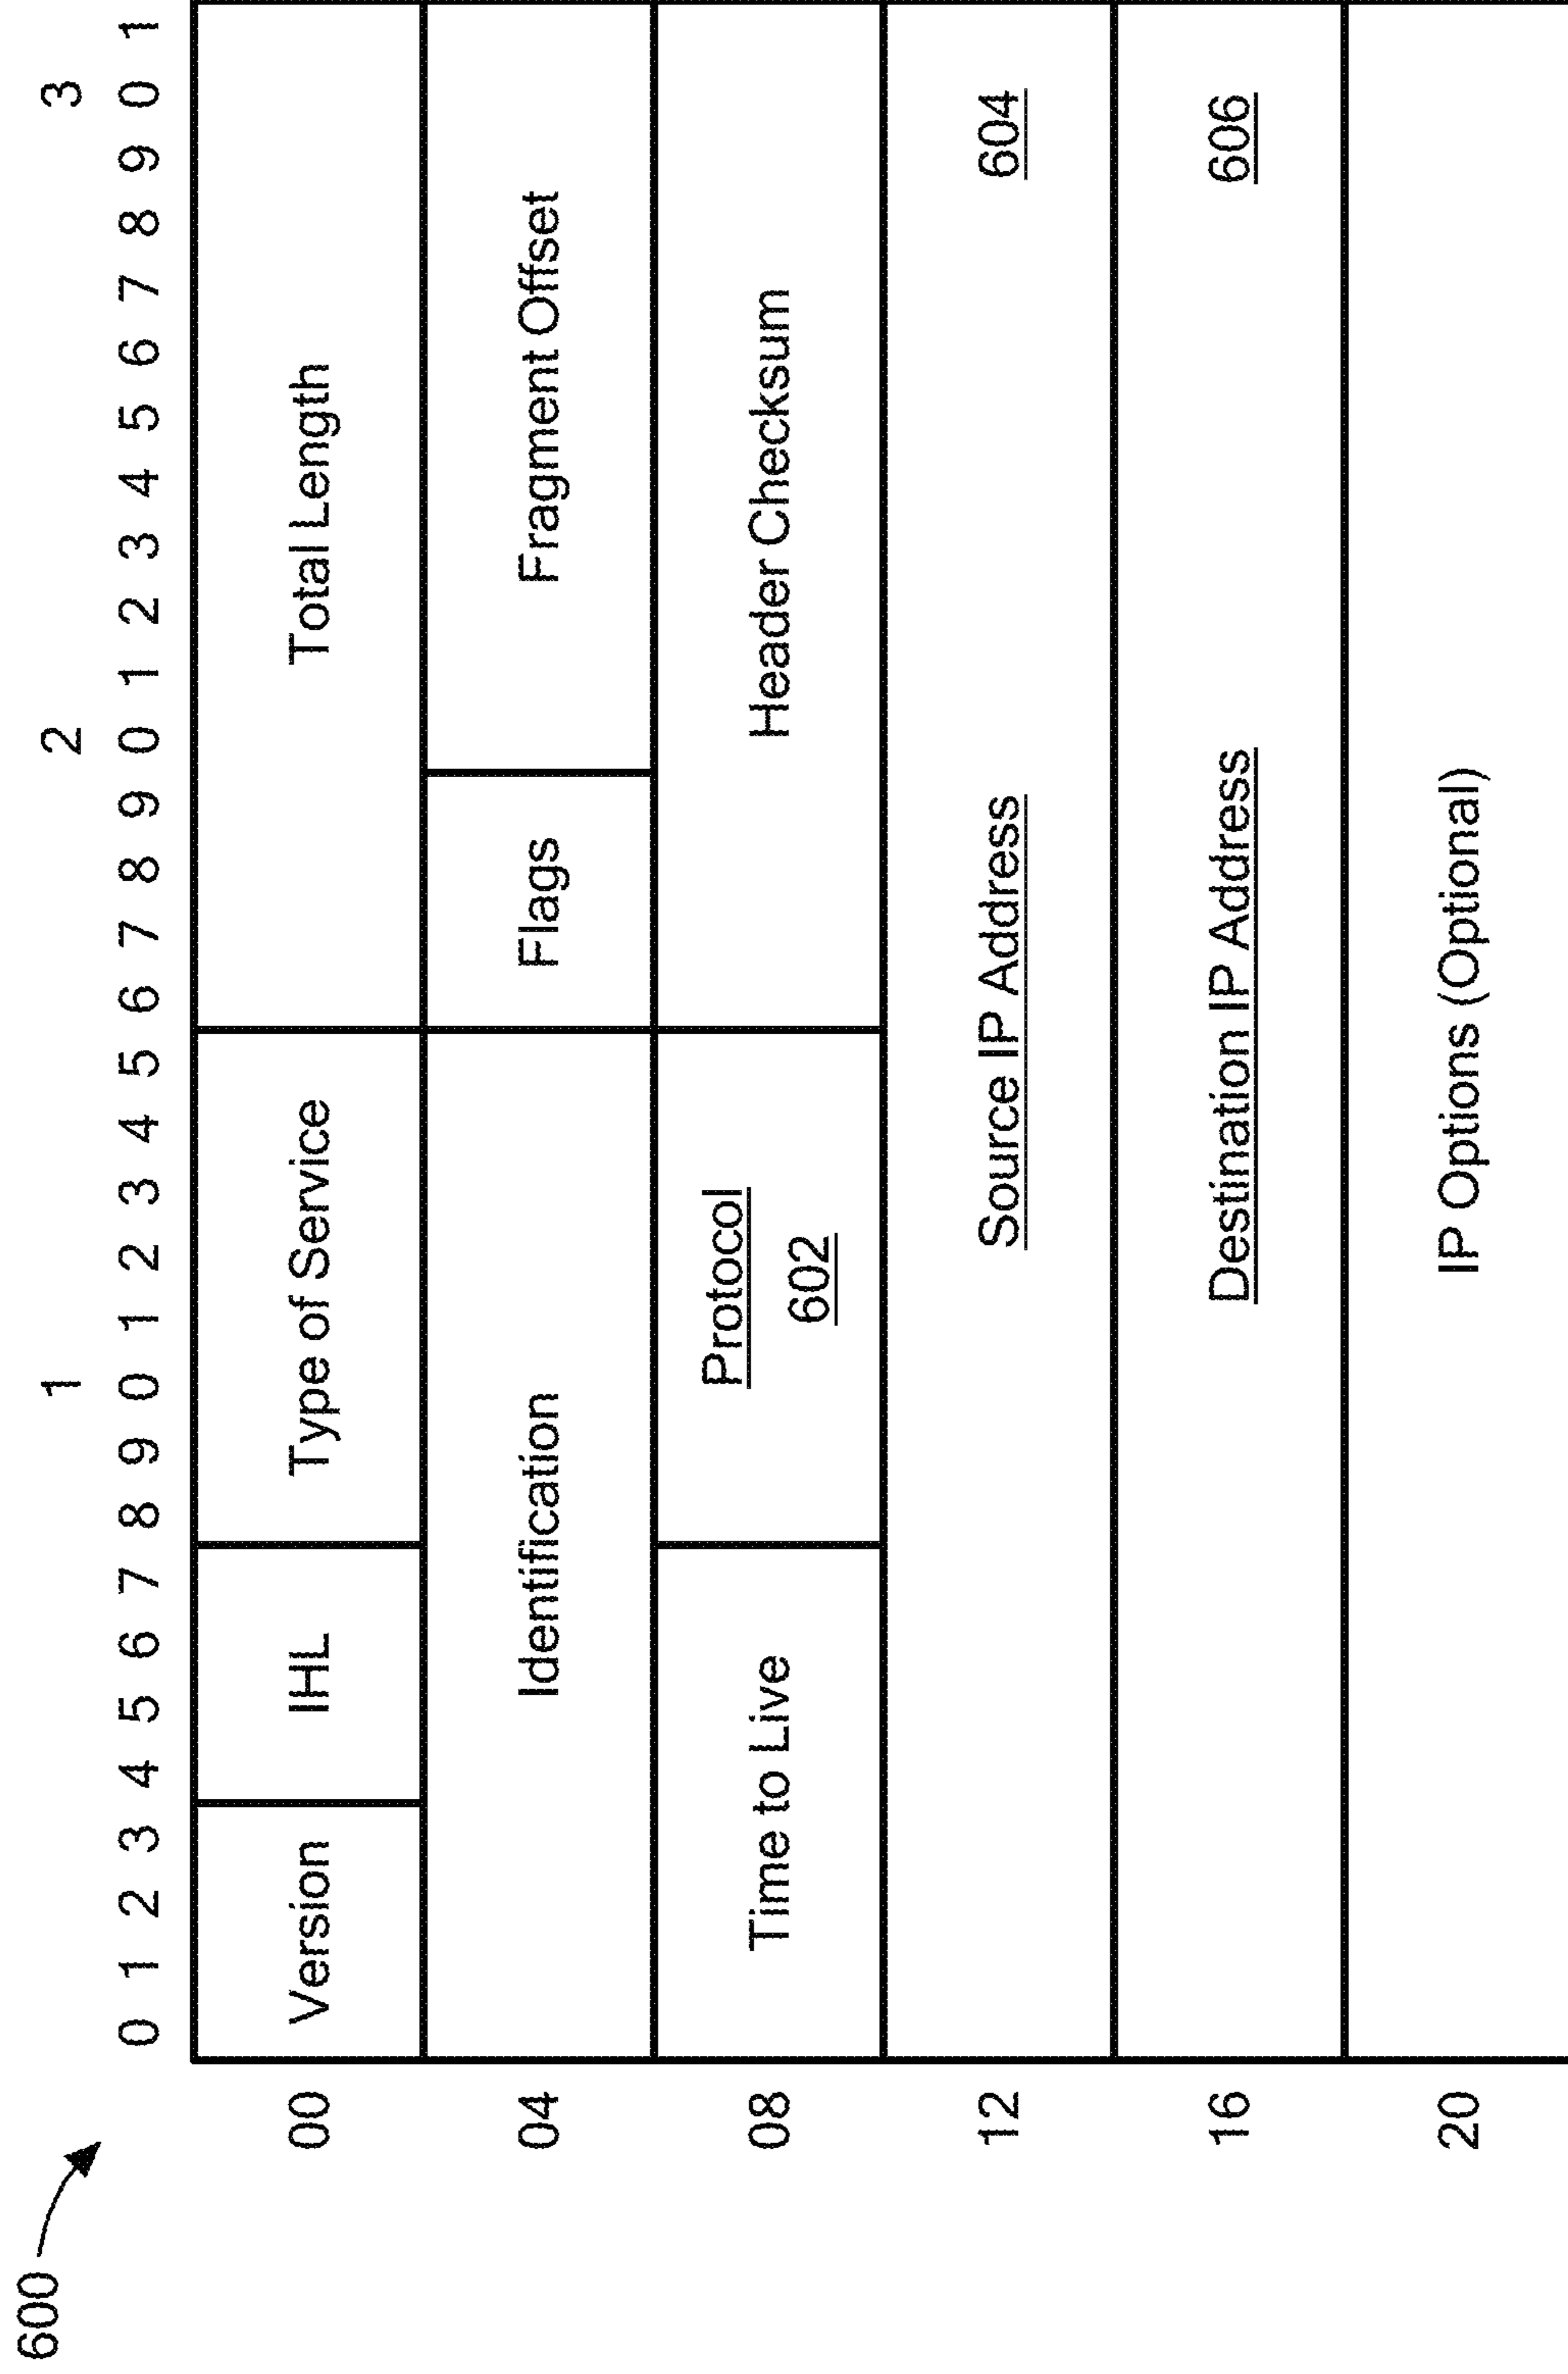 600
1 2 3
0 1 2 3 4 5 6 7 8 9 0 1 2 3 4 5 6 7 8 9 0 1 2 3 4 5 6 7 8 9 0 1
00 Version IHL Type of Service Total Length
04 Identification Flags Fragment Offset
08 Time to Live Protocol 602 Header Checksum
12 Source IP Address 604
16 Destination IP Address 606
20 IP Options (Optional)